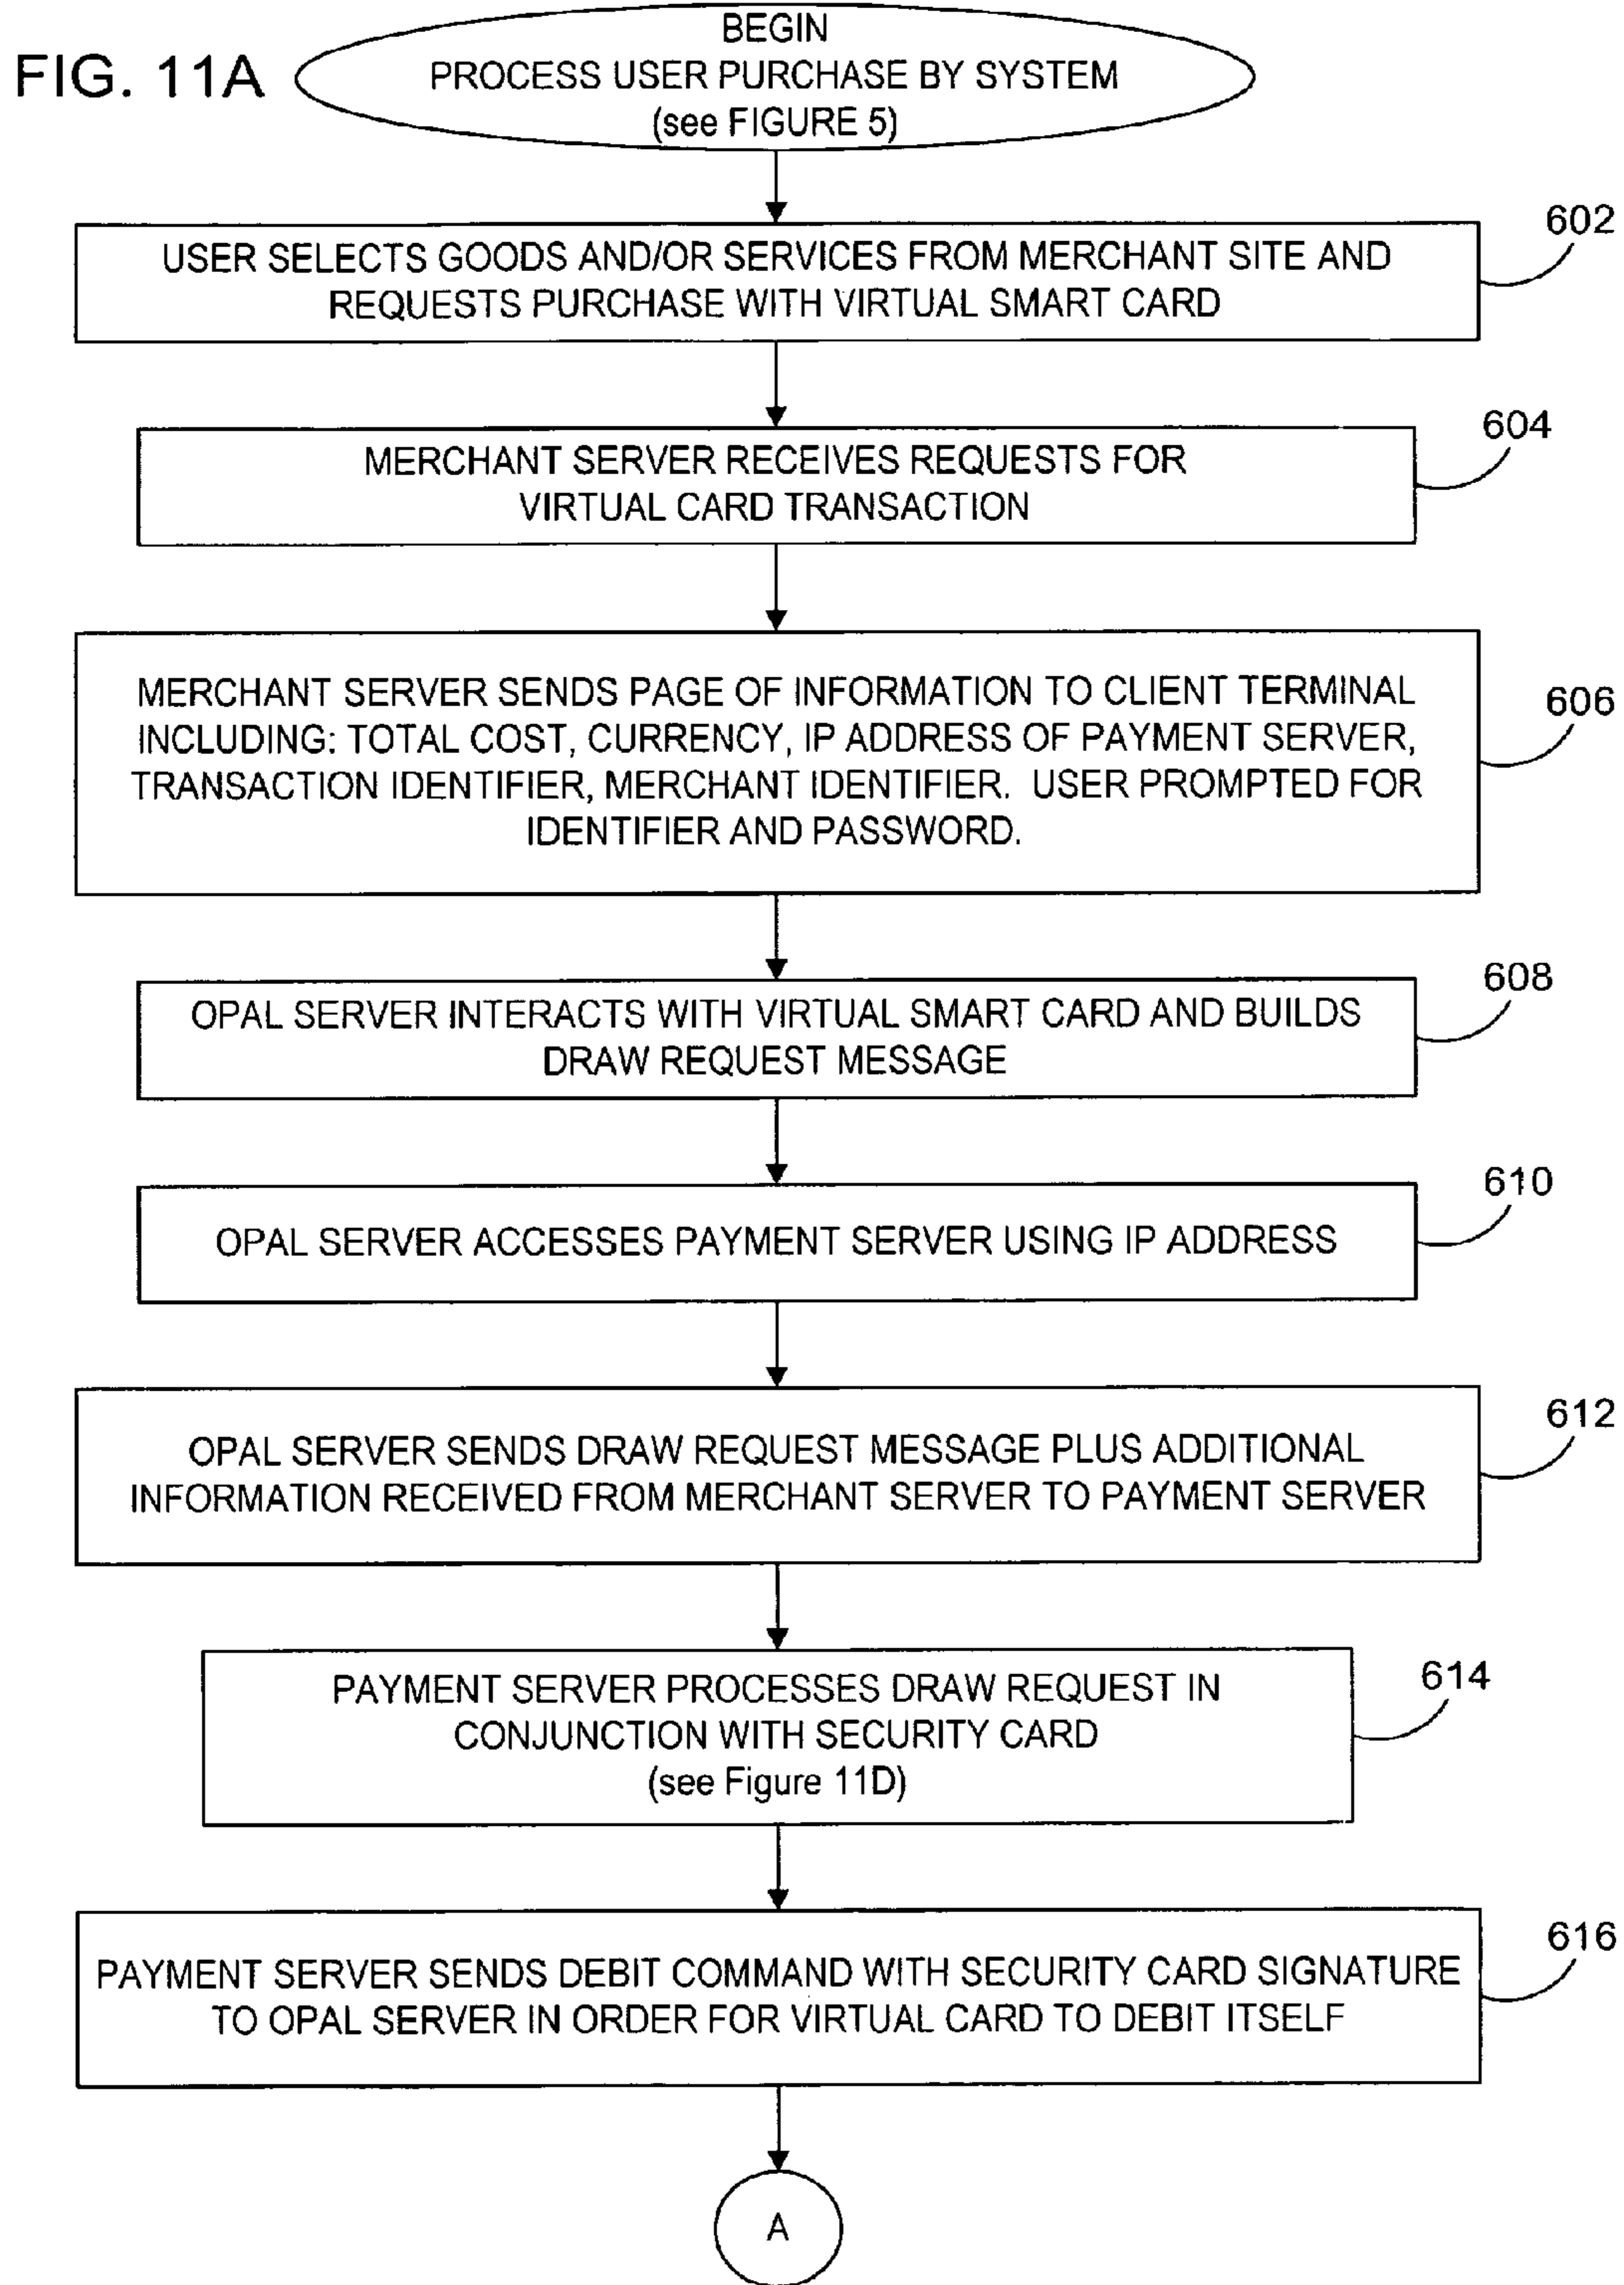 FIG. 11A
BEGIN
PROCESS USER PURCHASE BY SYSTEM
(see FIGURE 5)
602
USER SELECTS GOODS AND/OR SERVICES FROM MERCHANT SITE AND
REQUESTS PURCHASE WITH VIRTUAL SMART CARD
604
MERCHANT SERVER RECEIVES REQUESTS FOR
VIRTUAL CARD TRANSACTION
606
MERCHANT SERVER SENDS PAGE OF INFORMATION TO CLIENT TERMINAL
INCLUDING: TOTAL COST, CURRENCY, IP ADDRESS OF PAYMENT SERVER,
TRANSACTION IDENTIFIER, MERCHANT IDENTIFIER. USER PROMPTED FOR
IDENTIFIER AND PASSWORD.
608
OPAL SERVER INTERACTS WITH VIRTUAL SMART CARD AND BUILDS
DRAW REQUEST MESSAGE
610
OPAL SERVER ACCESSES PAYMENT SERVER USING IP ADDRESS
612
OPAL SERVER SENDS DRAW REQUEST MESSAGE PLUS ADDITIONAL
INFORMATION RECEIVED FROM MERCHANT SERVER TO PAYMENT SERVER
614
PAYMENT SERVER PROCESSES DRAW REQUEST IN
CONJUNCTION WITH SECURITY CARD
(see Figure 11D)
616
PAYMENT SERVER SENDS DEBIT COMMAND WITH SECURITY CARD SIGNATURE
TO OPAL SERVER IN ORDER FOR VIRTUAL CARD TO DEBIT ITSELF
A